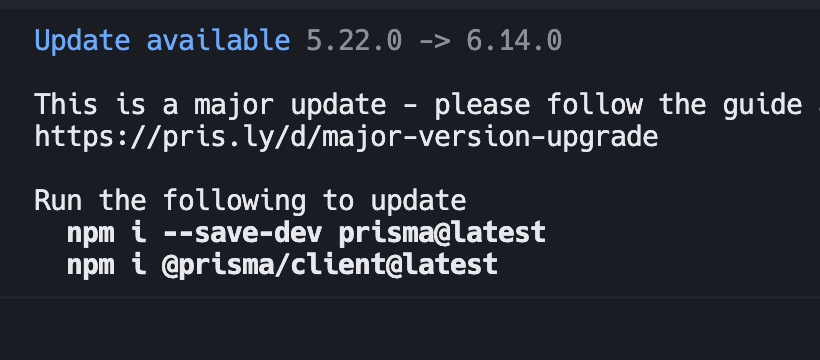 Update available 5.22.0 -> 6.14.0
This is a major update - please follow the guide
https://pris.ly/d/major-version-upgrade
Run the following to update
npm i --save-dev prisma@latest
npm i @prisma/client@latest